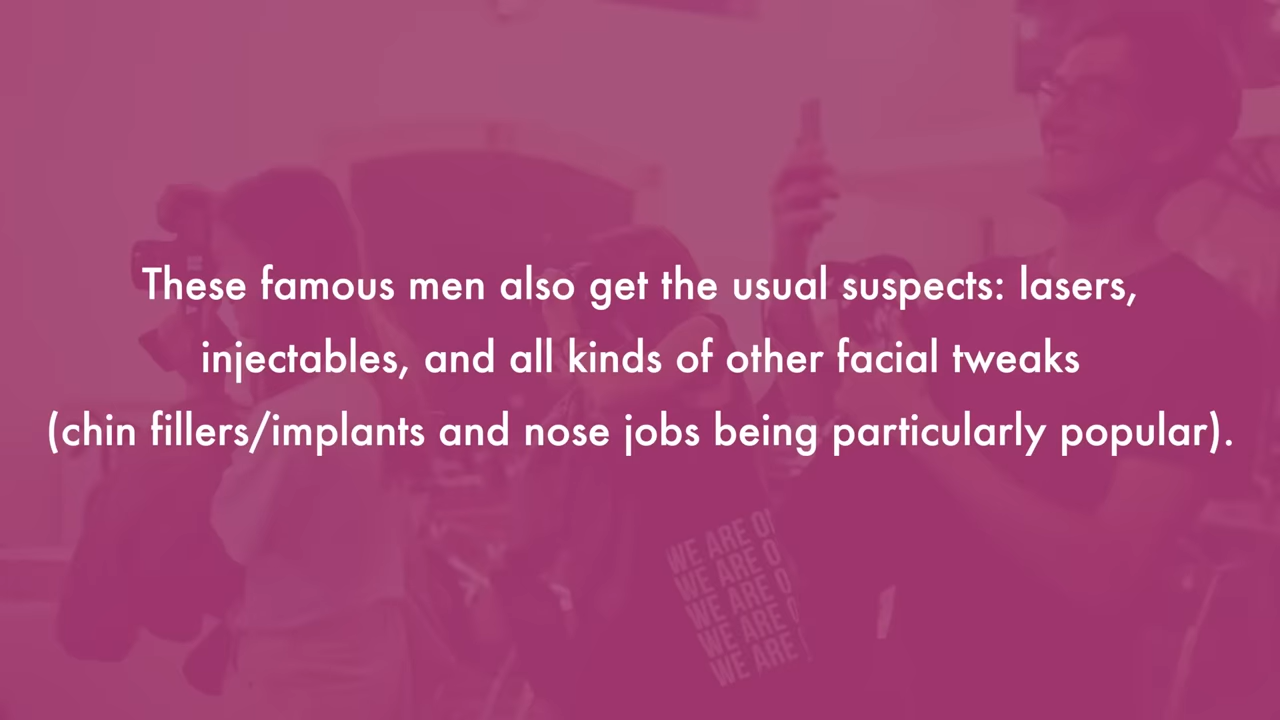 These famous men also get the usual suspects: lasers,
injectables, and all kinds of other facial tweaks
(chin fillers/implants and nose jobs being particularly popular).
WE ARE
WE ARE
WE ARE
WE ARE
WE ARE